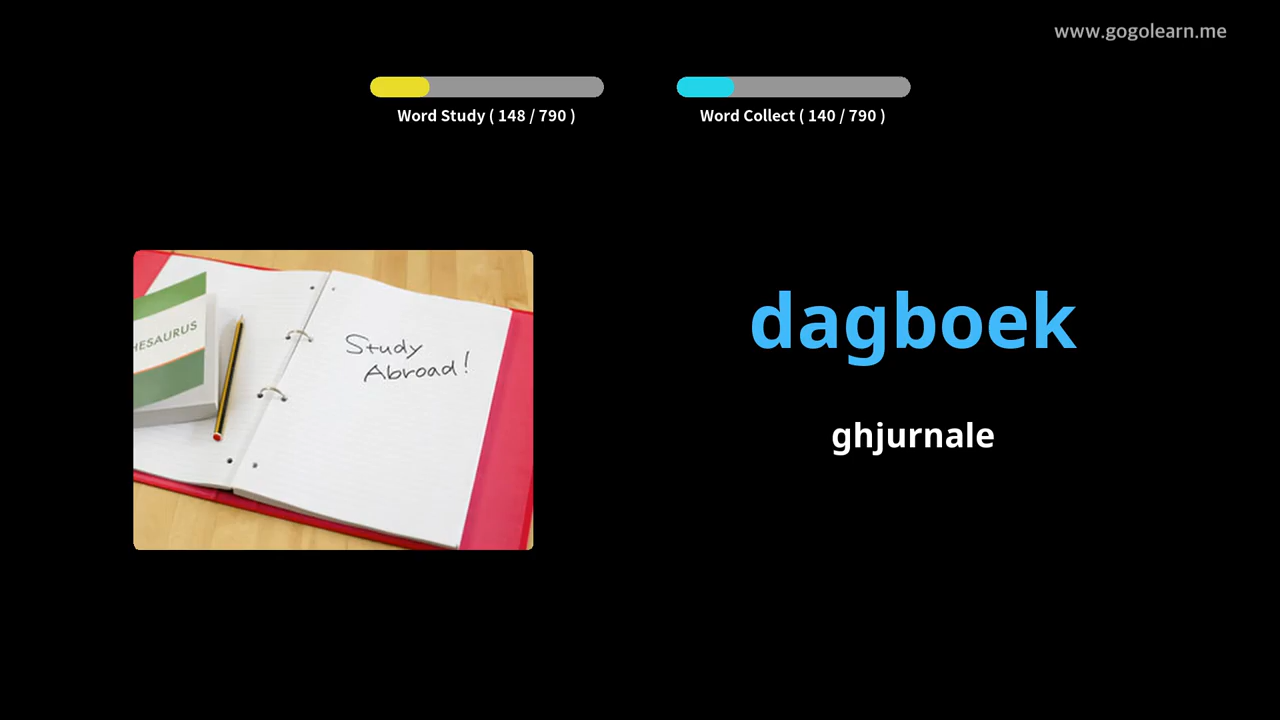 www.gogolearn.me
Word Study ( 148 / 790 )
Word Collect ( 140 / 790 )
HESAURUS
Study
Abroad!
dagboek
ghjurnale